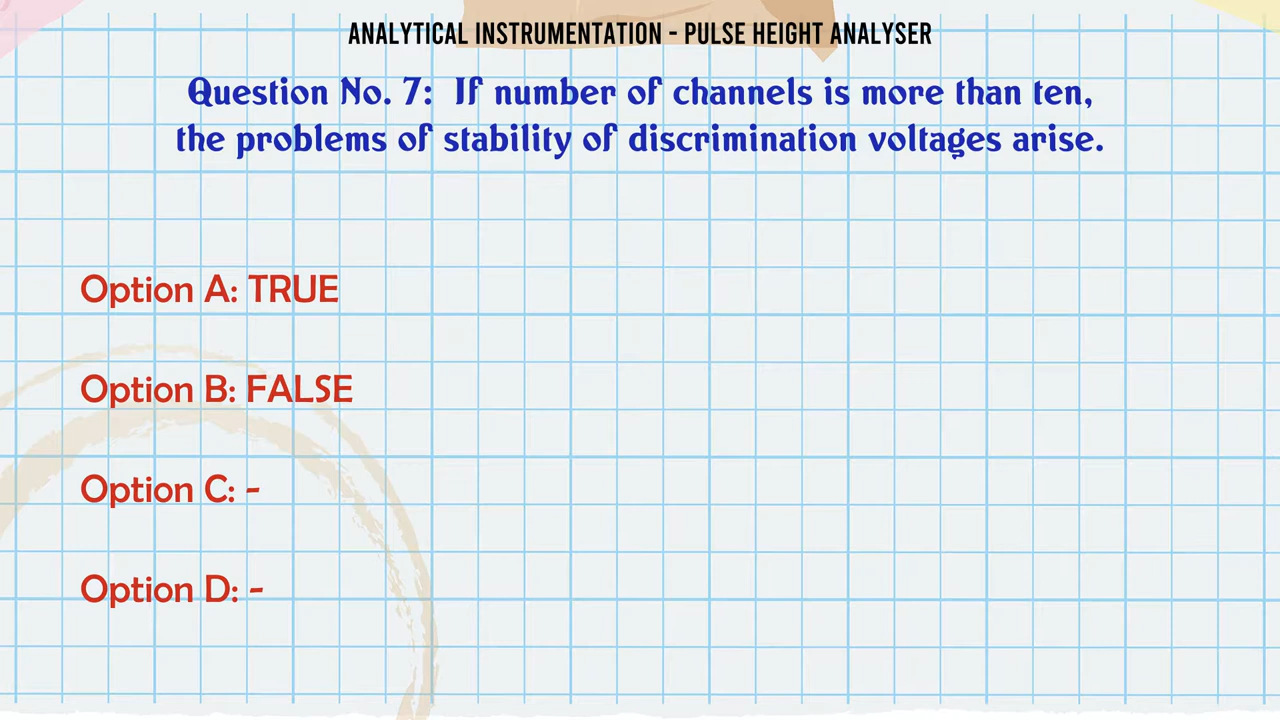 ANALYTICAL INSTRUMENTATION - PULSE HEIGHT ANALYSER
Question No. 7: If number of channels is more than ten,
the problems of stability of discrimination voltages arise.
Option A: TRUE
Option B: FALSE
Option C: -
Option D: -